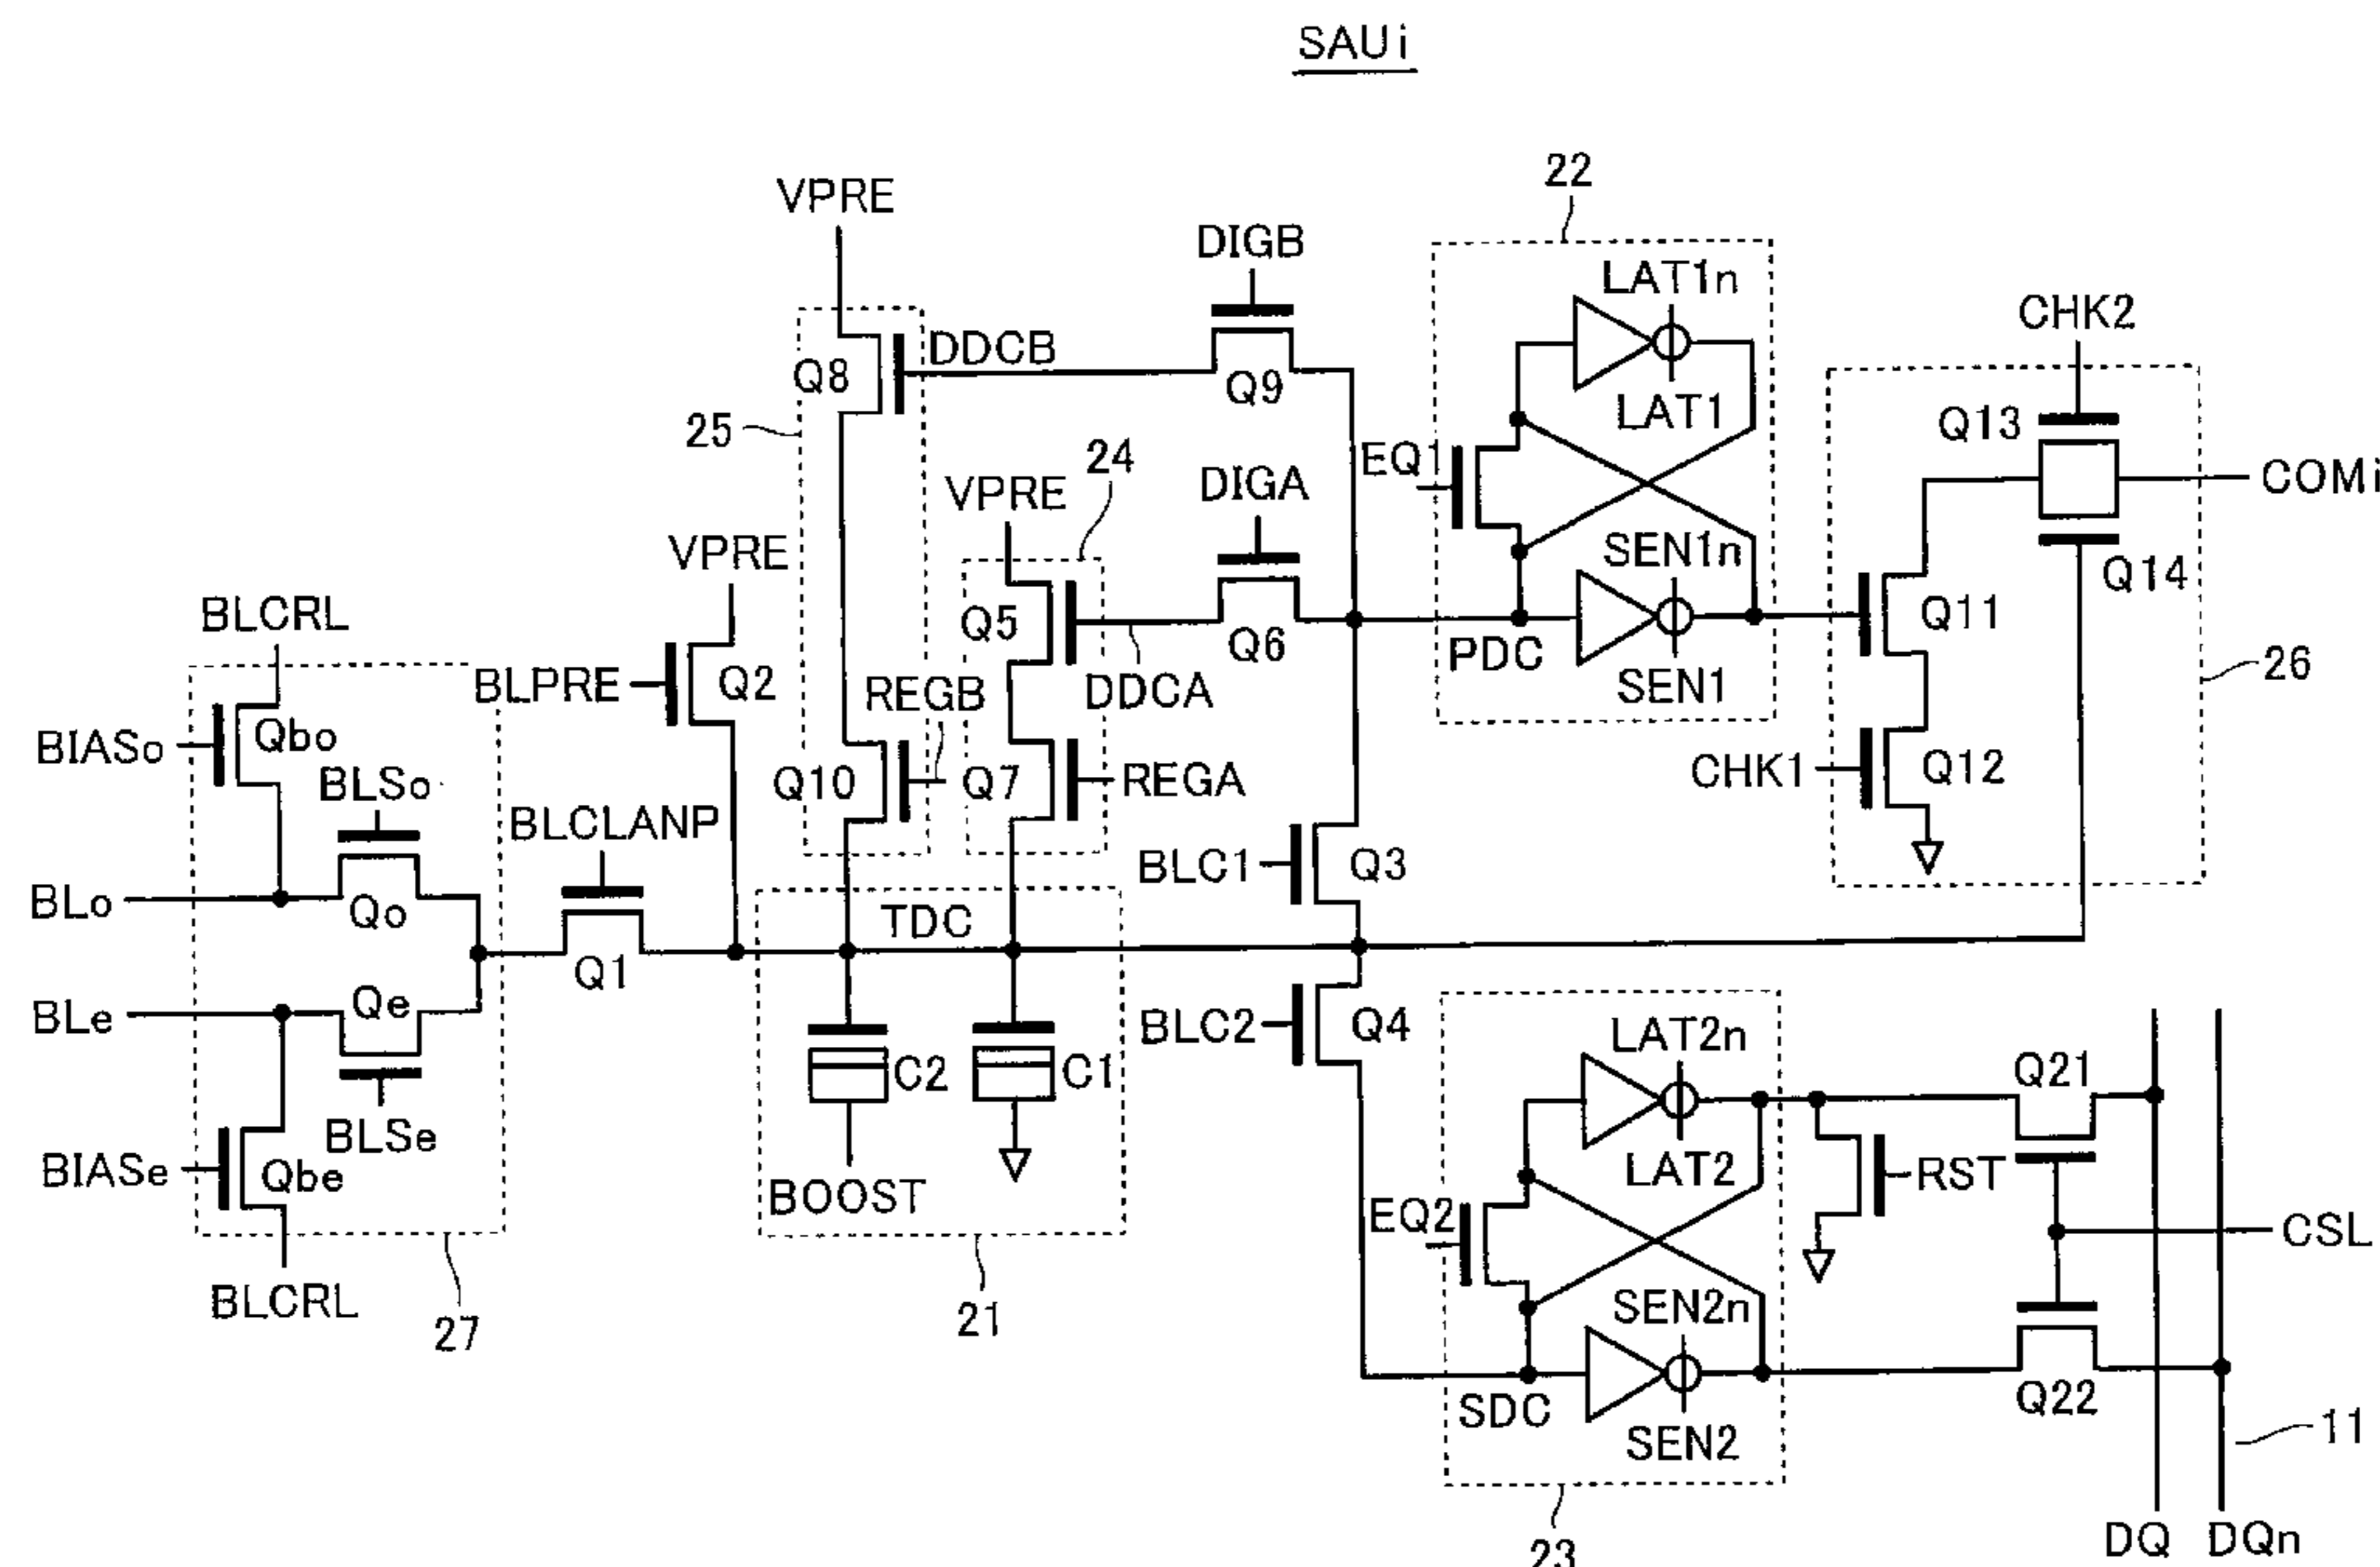 SAUi
22
VPRE
DIGB
LAT1n
CHK2
DDCB
Q8
Q9
LAT1
Q13
25
24
EQ1
VPRE
DIGA
COMi
VPRE
SEN1n
Q14
BLCRL
Q5
Q6
Q11
PDC
26
BLPRE
Q2
REGB
DDCA
SEN1
BIASo
Qbo
Q10
Q7
REGA
CHK1
Q12
BLSo
BLCLANP
BLC1
Q3
BLo
Qo
TDC
Q1
BLe
Qe
BLC2
Q4
LAT2n
C2
C1
Q21
BLSe
BIASe
Qbe
LAT2
RST
BOOST
EQ2
CSL
BLCRL
SEN2n
27
21
SDC
Q22
SEN2
11
23
DQ
DQn